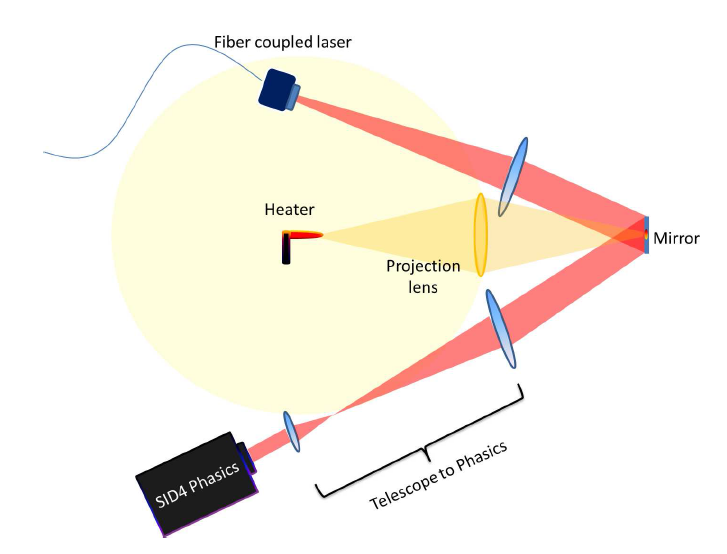 Fiber coupled laser
Heater
Projection
lens
Mirror
SID4 Phasics
Telescope to Phasics